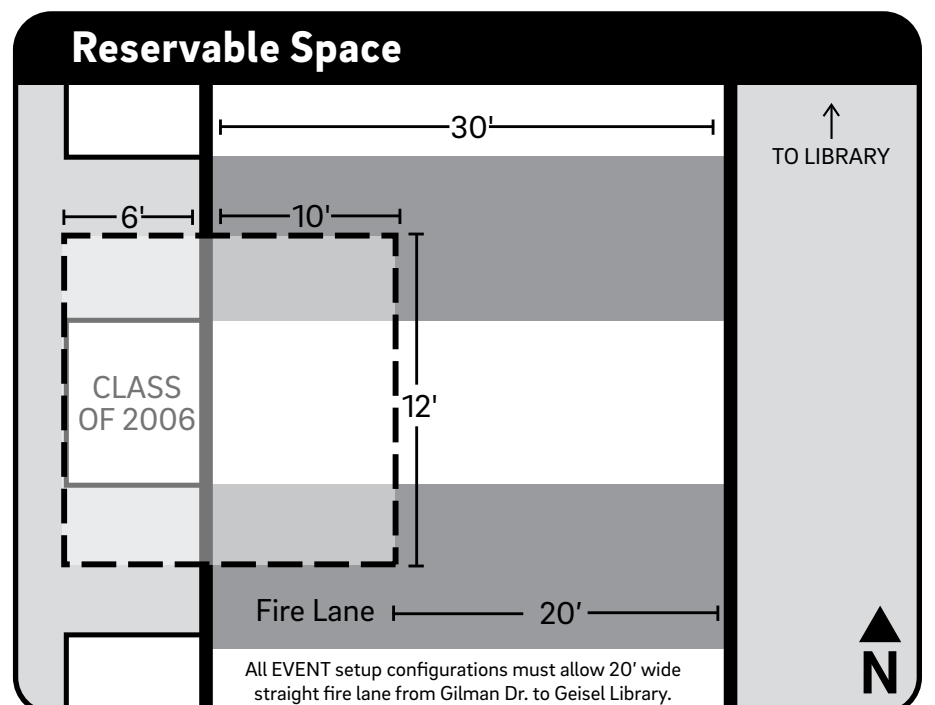 Reservable Space
30'
TO LIBRARY
6'
10'
CLASS
OF 2006
12'
Fire Lane
20'
N
All EVENT setup configurations must allow 20' wide
straight fire lane from Gilman Dr. to Geisel Library.